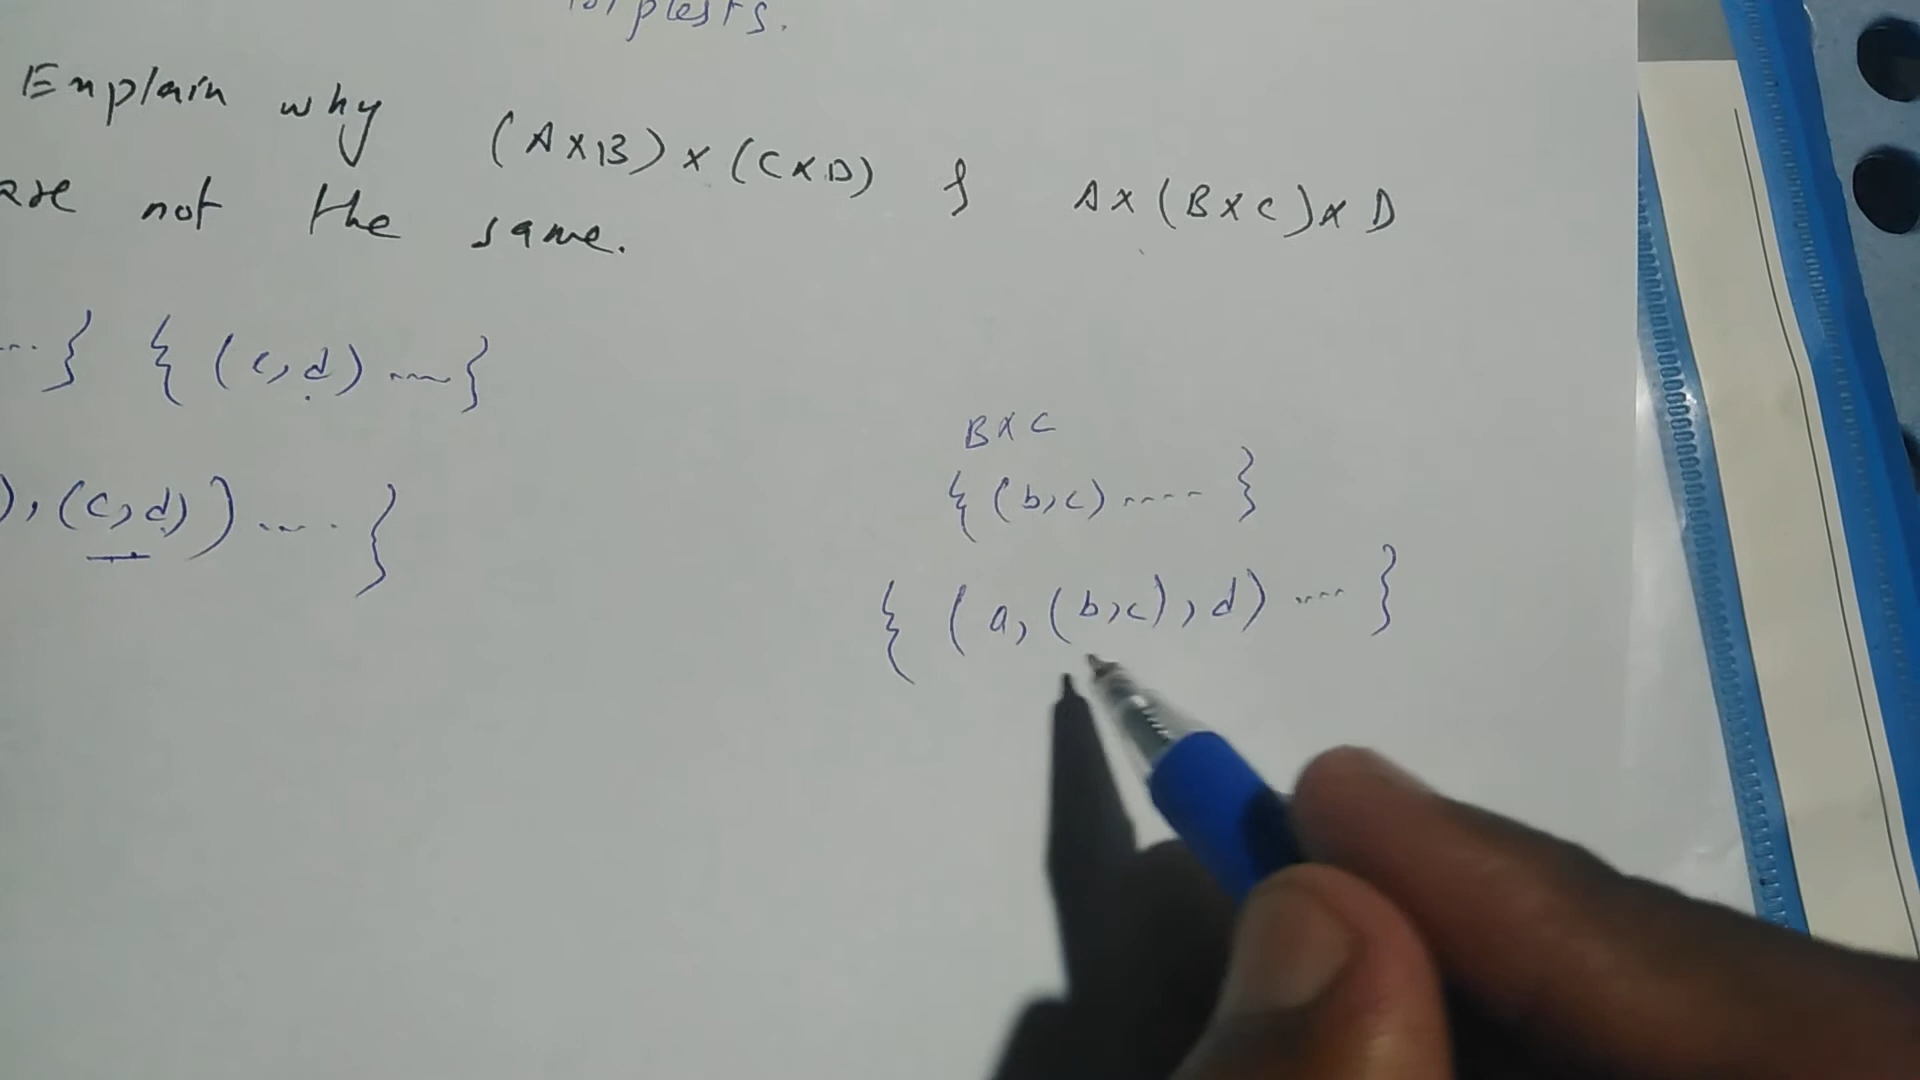 Explain why (A×B)×(C×D) & A×(B×C)×D
are not the same.
....} {(c,d) ....}
), (c,d)) .... }
B×C
{(b,c) .... }
{ (a, (b,c), d) .... }